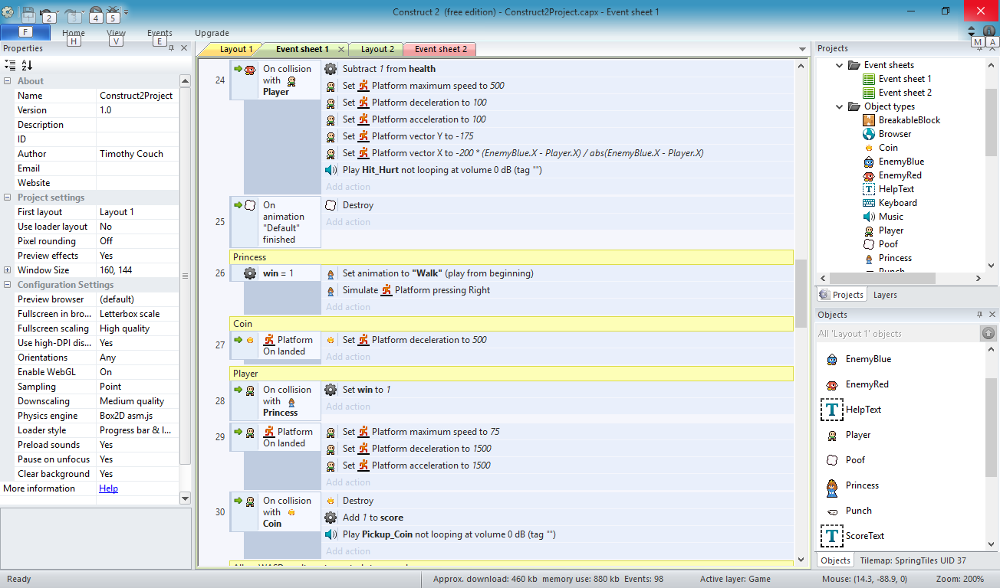 Construct 2 (free edition) - Construct2Project.capx - Event sheet 1
2
3
4
5
F
Home
View
Events
Upgrade
H
V
E
M
A
Properties
About
Name Construct2Project
Version 1.0
Description
ID
Author Timothy Couch
Email
Website
Project settings
First layout Layout 1
Use loader layout No
Pixel rounding Off
Preview effects Yes
Window Size 160, 144
Configuration Settings
Preview browser (default)
Fullscreen in bro... Letterbox scale
Fullscreen scaling High quality
Use high-DPI dis... Yes
Orientations Any
Enable WebGL On
Sampling Point
Downscaling Medium quality
Physics engine Box2D asm.js
Loader style Progress bar & l...
Preload sounds Yes
Pause on unfocus Yes
Clear background Yes
More information Help
Layout 1
Event sheet 1
Layout 2
Event sheet 2
24
On collision
with
Player
Subtract 1 from health
Set Platform maximum speed to 500
Set Platform deceleration to 100
Set Platform acceleration to 100
Set Platform vector Y to -175
Set Platform vector X to -200 * (EnemyBlue.X - Player.X) / abs(EnemyBlue.X - Player.X)
Play Hit_Hurt not looping at volume 0 dB (tag "")
Add action
25
On
animation
"Default"
finished
Destroy
Add action
Princess
26
win = 1
Set animation to "Walk" (play from beginning)
Simulate Platform pressing Right
Add action
Coin
27
Platform
On landed
Set Platform deceleration to 500
Add action
Player
28
On collision
with
Princess
Set win to 1
Add action
29
Platform
On landed
Set Platform maximum speed to 75
Set Platform deceleration to 1500
Set Platform acceleration to 1500
Add action
30
On collision
with
Coin
Destroy
Add 1 to score
Play Pickup_Coin not looping at volume 0 dB (tag "")
Add action
Projects
Event sheets
Event sheet 1
Event sheet 2
Object types
BreakableBlock
Browser
Coin
EnemyBlue
EnemyRed
HelpText
Keyboard
Music
Player
Poof
Princess
Punch
Projects
Layers
Objects
All 'Layout 1' objects
EnemyBlue
EnemyRed
HelpText
Player
Poof
Princess
Punch
ScoreText
Objects
Tilemap: SpringTiles UID 37
Ready
Approx. download: 460 kb memory use: 880 kb Events: 98
Active layer: Game
Mouse: (14.3, -88.9, 0)
Zoom: 200%